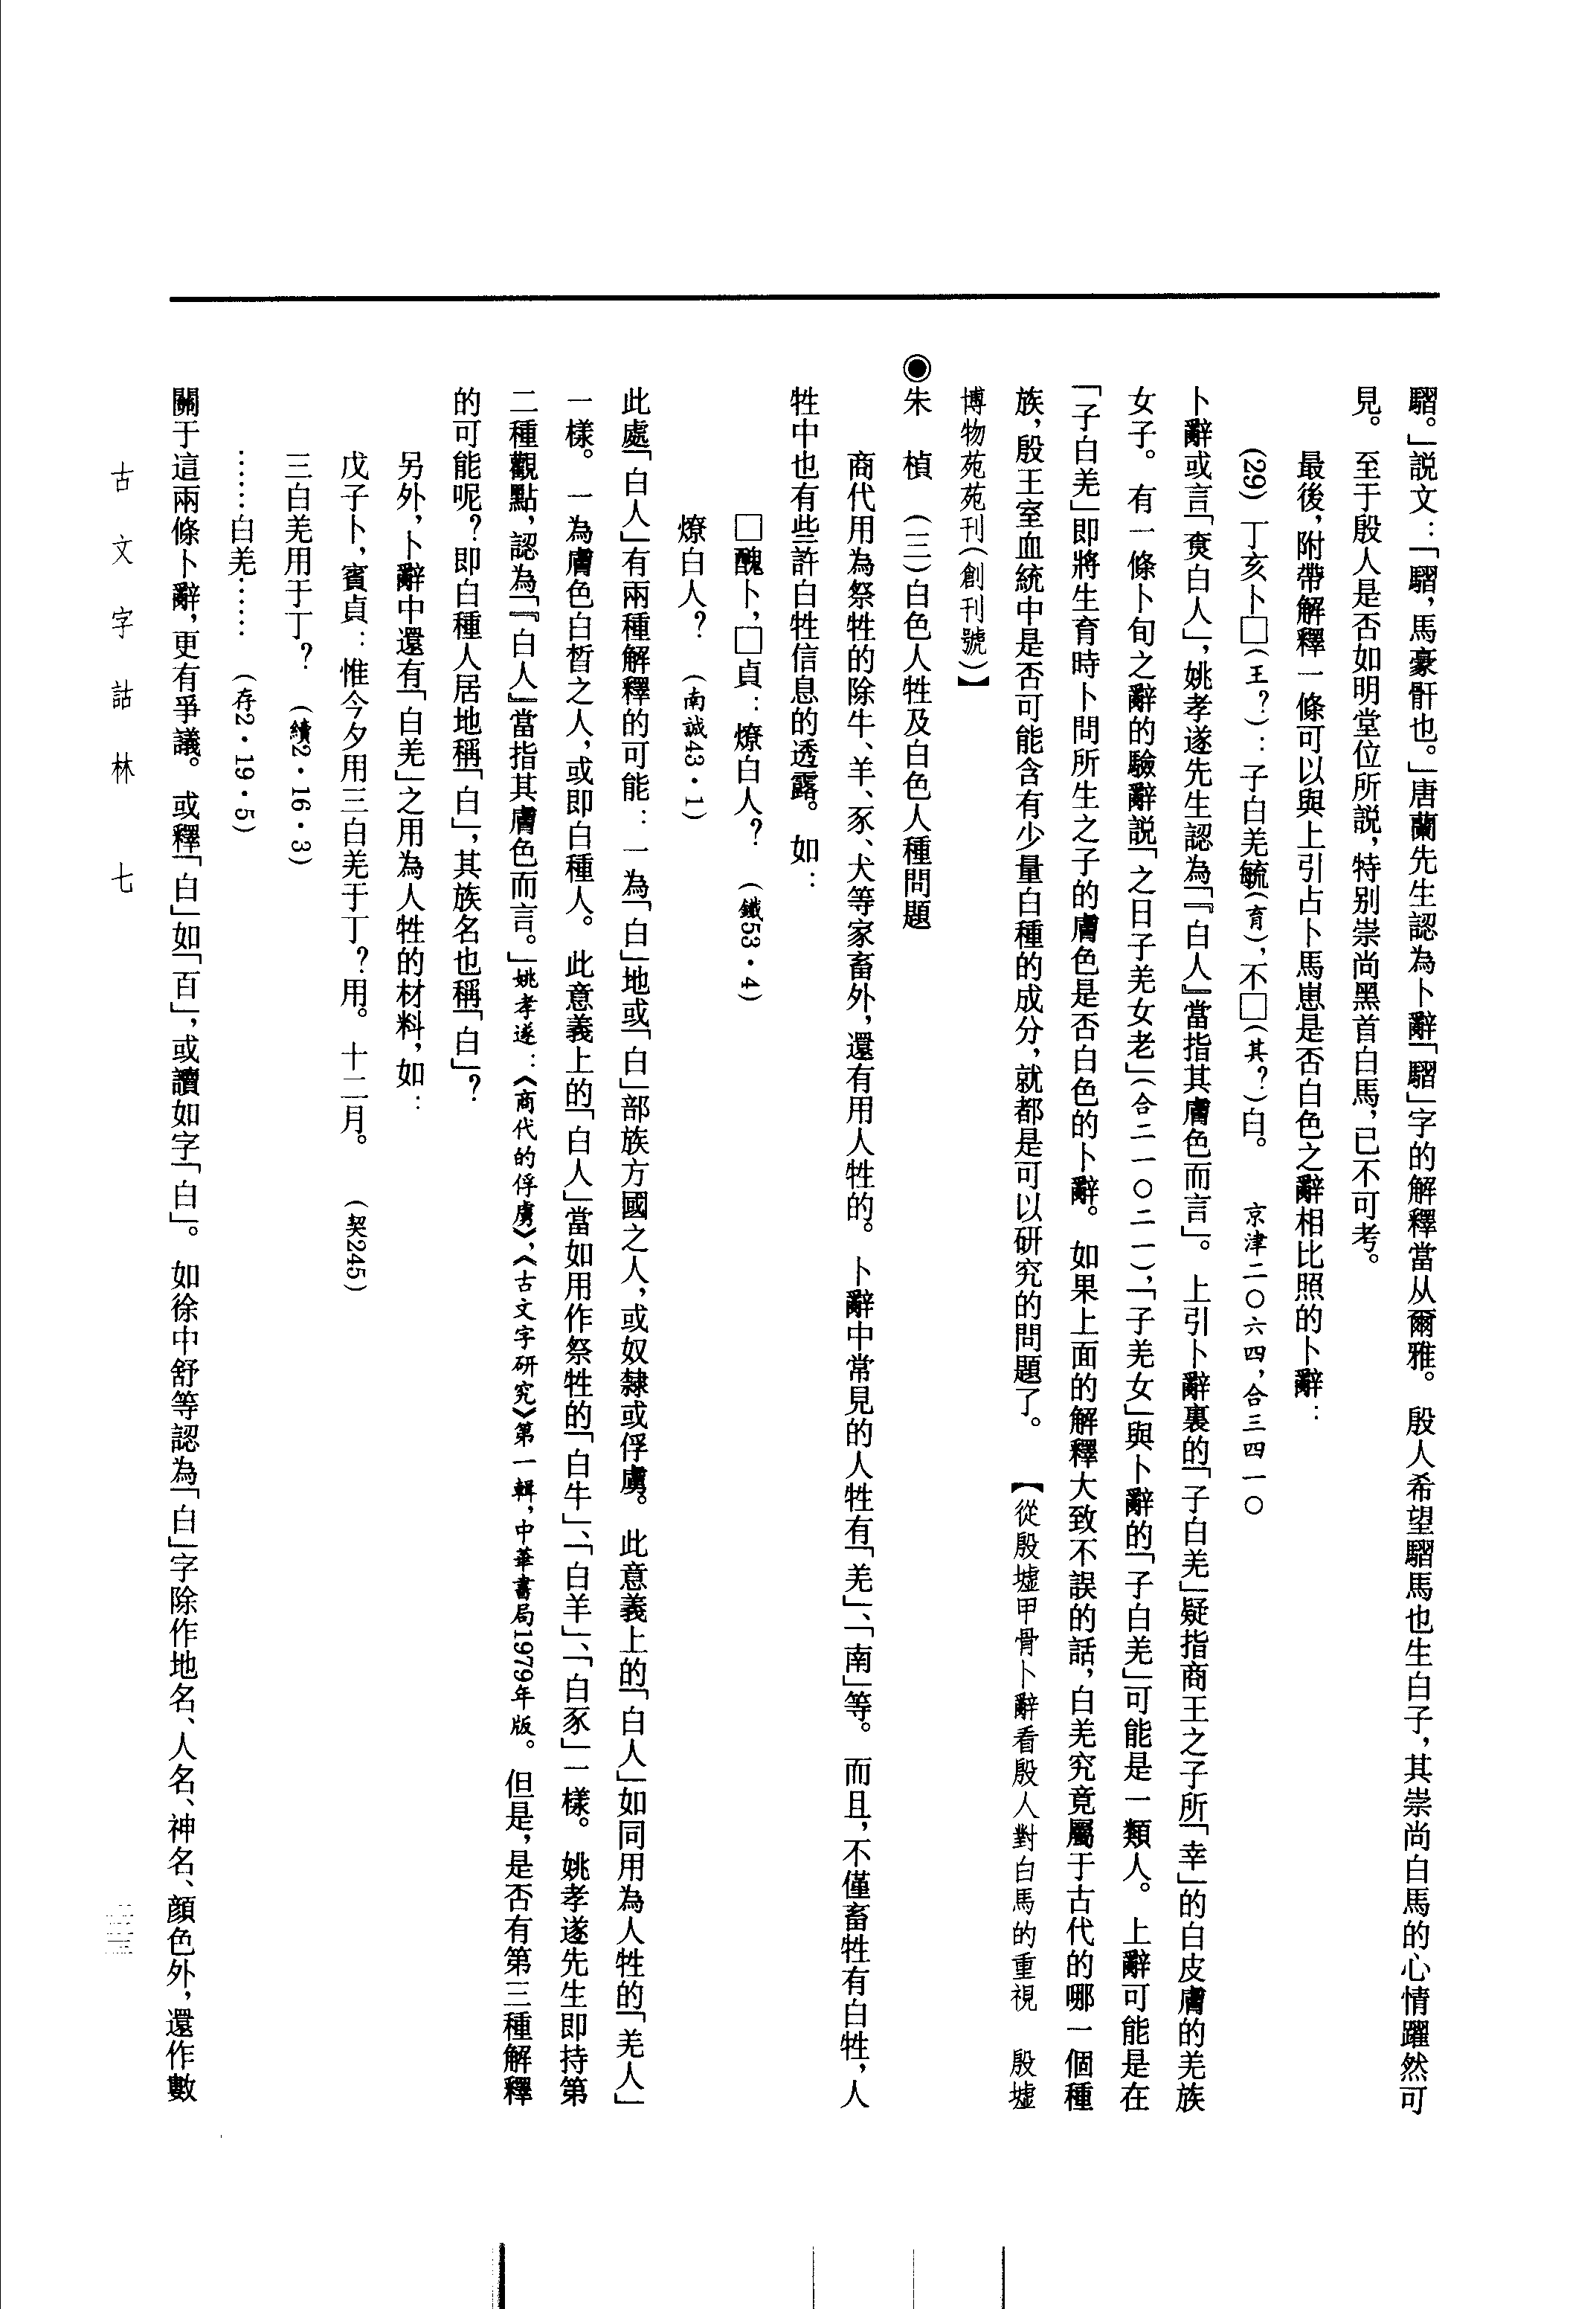 騽。」説文：「騽，馬豪骭也。」唐蘭先生認為卜辭「騽」字的解釋當从爾雅。殷人希望騽馬也生白子，其崇尚白馬的心情躍然可
見。至于殷人是否如明堂位所説，特别崇尚黑首白馬，已不可考。
最後，附帶解釋一條可以與上引占卜馬崽是否白色之辭相比照的卜辭：
(29) 丁亥卜□(王？)：子白羌毓(育)，不□(其？)白。　京津二〇六四，合三四一〇
卜辭或言「寮白人」，姚孝遂先生認為「『白人』當指其膚色而言」。上引卜辭裏的「子白羌」疑指商王之子所「幸」的白皮膚的羌族
女子。有一條卜旬之辭的驗辭説「之日子羌女老」(合二一〇二一)，「子羌女」與卜辭的「子白羌」可能是一類人。上辭可能是在
「子白羌」即將生育時卜問所生之子的膚色是否白色的卜辭。如果上面的解釋大致不誤的話，白羌究竟屬于古代的哪一個種
族，殷王室血統中是否可能含有少量白種的成分，就都是可以研究的問題了。　【從殷墟甲骨卜辭看殷人對白馬的重視　殷墟
博物苑苑刊(創刊號)】
◉朱　楨　(三)白色人牲及白色人種問題
商代用為祭牲的除牛、羊、豕、犬等家畜外，還有用人牲的。卜辭中常見的人牲有「羌」、「南」等。而且，不僅畜牲有白牲，人
牲中也有些許白牲信息的透露。如：
□醜卜，□貞：燎白人？　(鐵53·4)
燎白人？　(南誠43·1)
此處「白人」有兩種解釋的可能：一為「白」地或「白」部族方國之人，或奴隸或俘虜。此意義上的「白人」如同用為人牲的「羌人」
一樣。一為膚色白皙之人，或即白種人。此意義上的「白人」當如用作祭牲的「白牛」、「白羊」、「白豕」一樣。姚孝遂先生即持第
二種觀點，認為「『白人』當指其膚色而言。」姚孝遂：《商代的俘虜》，《古文字研究》第一輯，中華書局1979年版。但是，是否有第三種解釋
的可能呢？即白種人居地稱「白」，其族名也稱「白」？
另外，卜辭中還有「白羌」之用為人牲的材料，如：
戊子卜，賓貞：惟今夕用三白羌于丁？用。十二月。　(契245)
三白羌用于丁？　(續2·16·3)
……白羌……　(存2·19·5)
關于這兩條卜辭，更有爭議。或釋「白」如「百」，或讀如字「白」。如徐中舒等認為「白」字除作地名、人名、神名、顏色外，還作數
古文字詁林　七